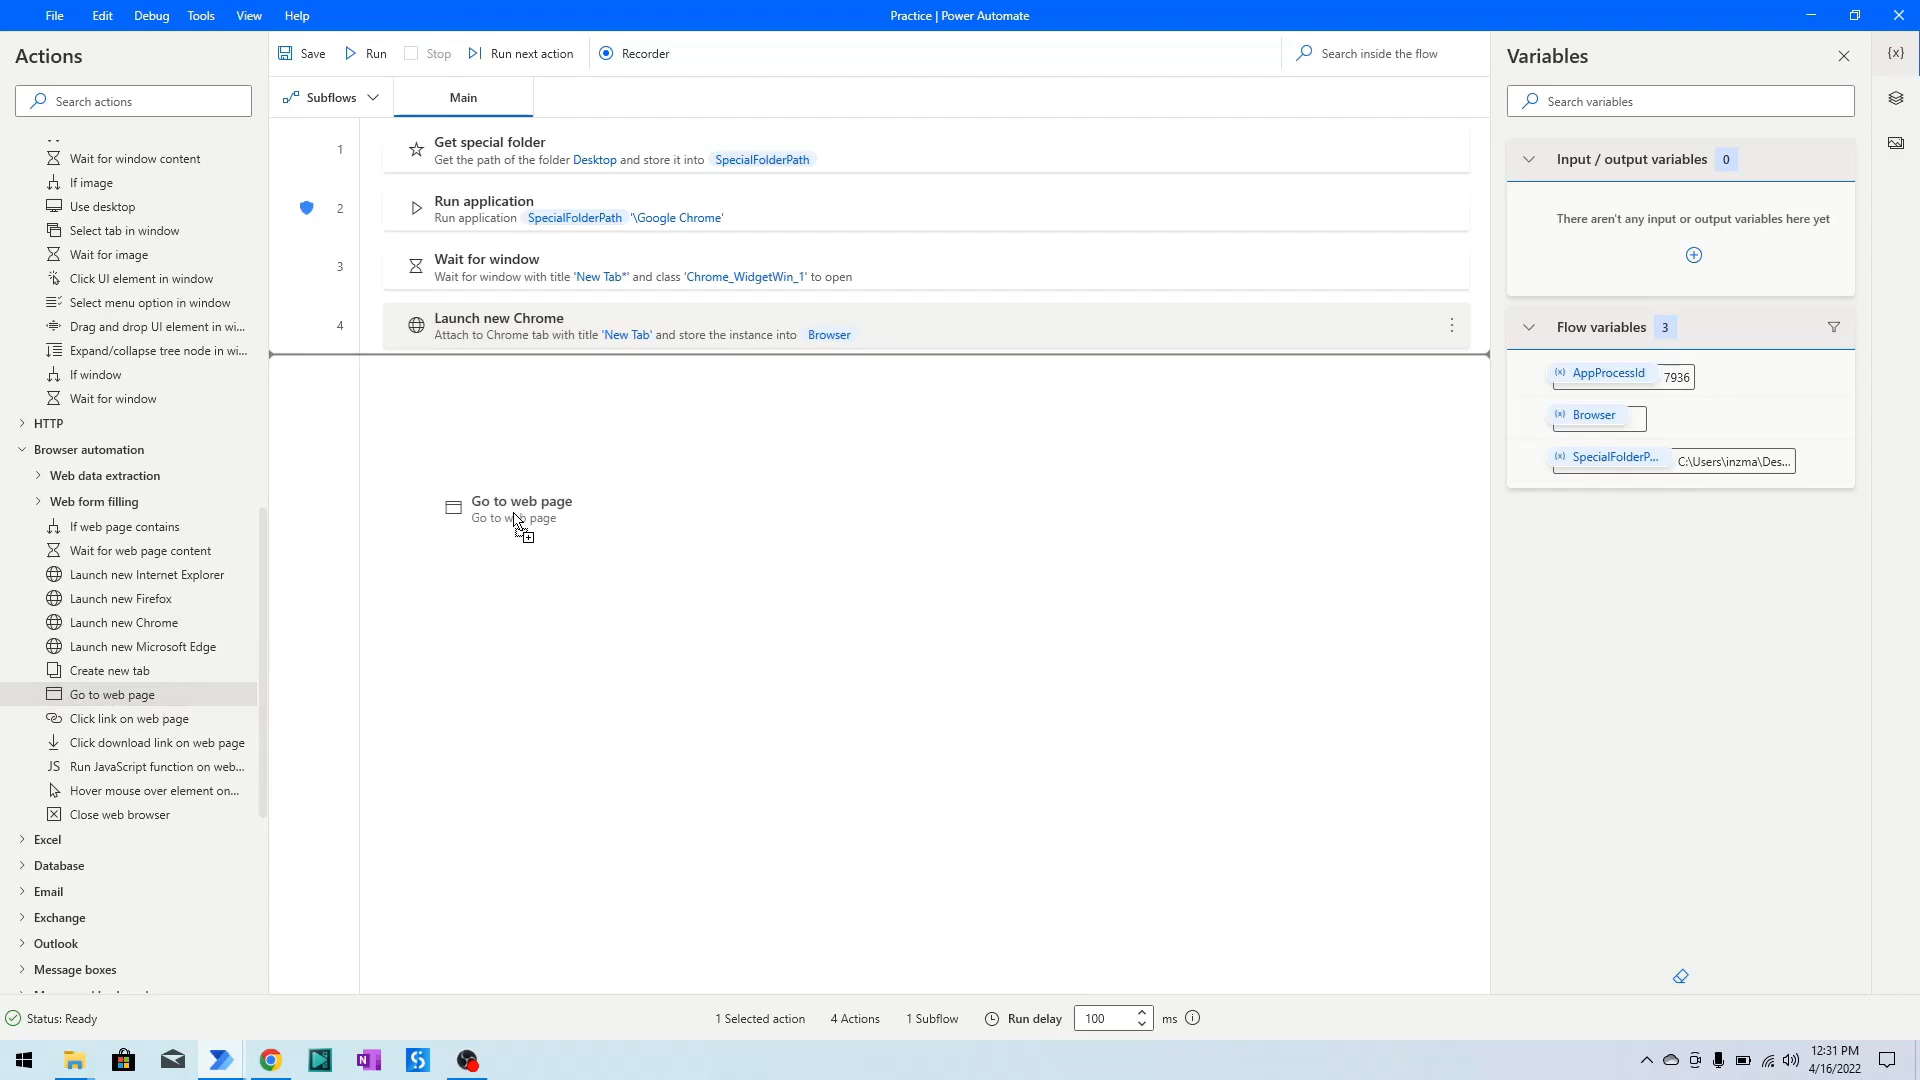 File Edit Debug Tools View Help
Practice | Power Automate
Actions
Search actions
Wait for window content
If image
Use desktop
Select tab in window
Wait for image
Click UI element in window
Select menu option in window
Drag and drop UI element in wi...
Expand/collapse tree node in wi...
If window
Wait for window
HTTP
Browser automation
Web data extraction
Web form filling
If web page contains
Wait for web page content
Launch new Internet Explorer
Launch new Firefox
Launch new Chrome
Launch new Microsoft Edge
Create new tab
Go to web page
Click link on web page
Click download link on web page
JS Run JavaScript function on web...
Hover mouse over element on...
Close web browser
Excel
Database
Email
Exchange
Outlook
Message boxes
Save Run Stop Run next action Recorder
Search inside the flow
Subflows Main
1 Get special folder
Get the path of the folder Desktop and store it into SpecialFolderPath
2 Run application
Run application SpecialFolderPath '\Google Chrome'
3 Wait for window
Wait for window with title 'New Tab*' and class 'Chrome_WidgetWin_1' to open
4 Launch new Chrome
Attach to Chrome tab with title 'New Tab' and store the instance into Browser
Go to web page
Go to web page
Variables
{x}
Search variables
Input / output variables 0
There aren't any input or output variables here yet
Flow variables 3
(x) AppProcessId 7936
(x) Browser
(x) SpecialFolderP... C:\Users\inzma\Des...
Status: Ready
1 Selected action 4 Actions 1 Subflow Run delay 100 ms
12:31 PM
4/16/2022